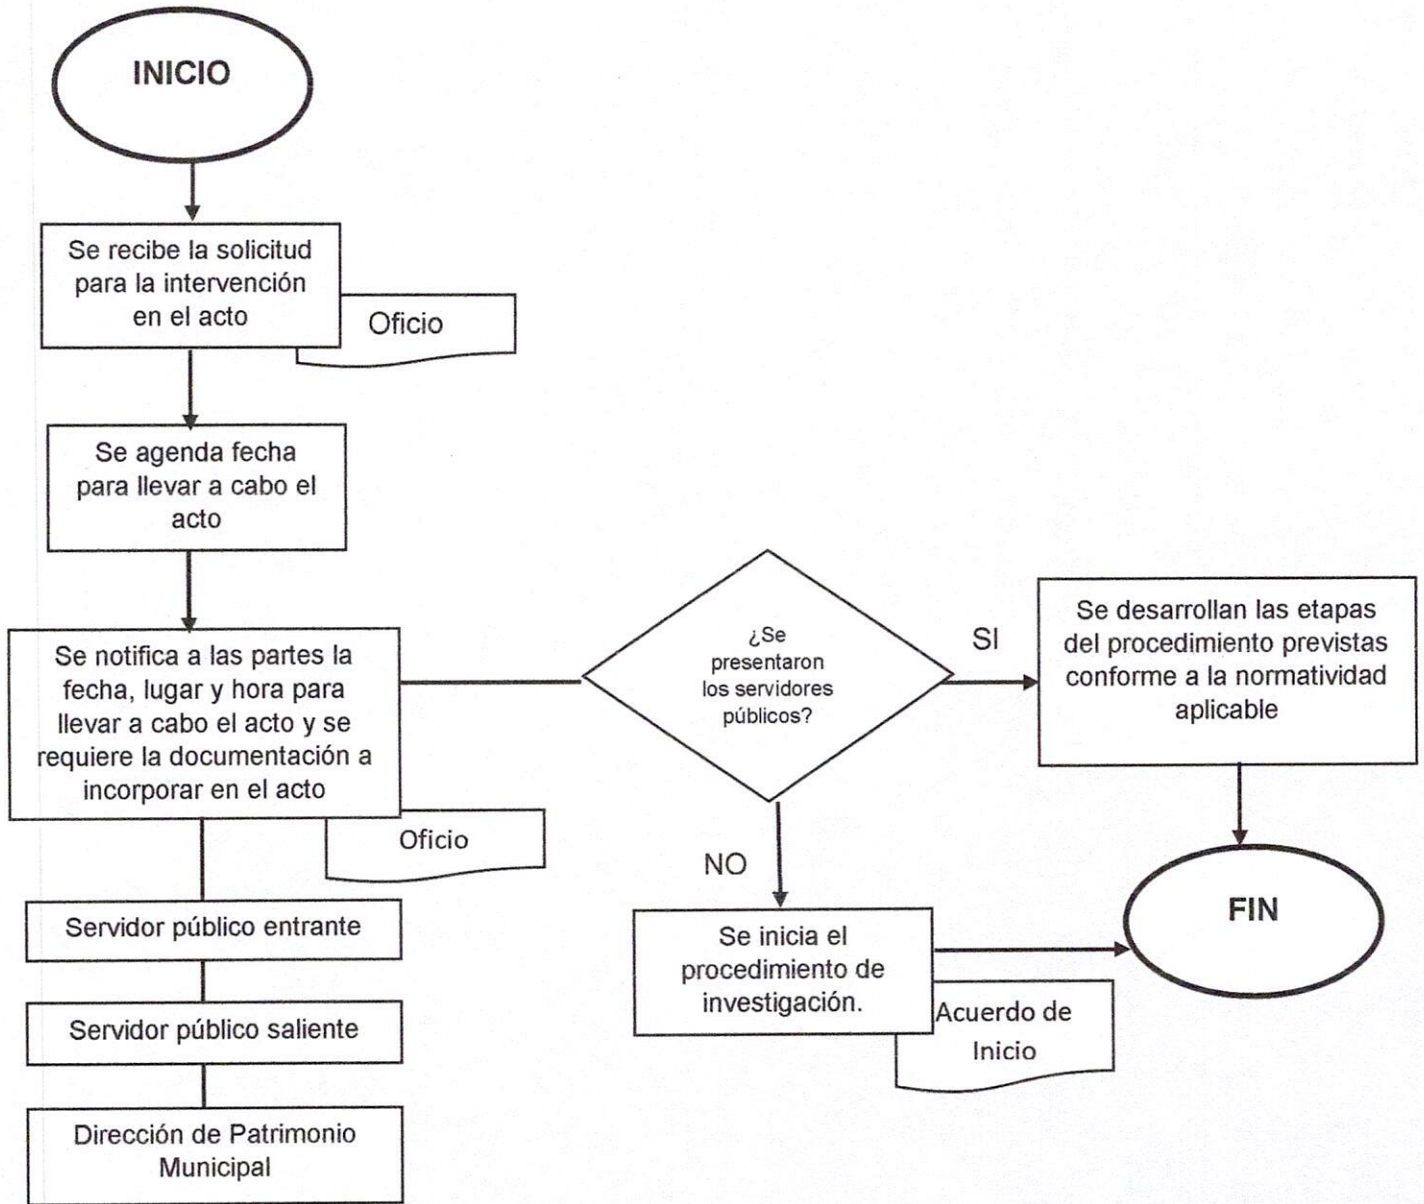 INICIO
Se recibe la solicitud
para la intervención
en el acto
Oficio
Se agenda fecha
para llevar a cabo el
acto
Se notifica a las partes la
fecha, lugar y hora para
llevar a cabo el acto y se
requiere la documentación a
incorporar en el acto
Oficio
Servidor público entrante
Servidor público saliente
Dirección de Patrimonio
Municipal
¿Se
presentaron
los servidores
públicos?
SI
Se desarrollan las etapas
del procedimiento previstas
conforme a la normatividad
aplicable
NO
Se inicia el
procedimiento de
investigación.
Acuerdo de
Inicio
FIN